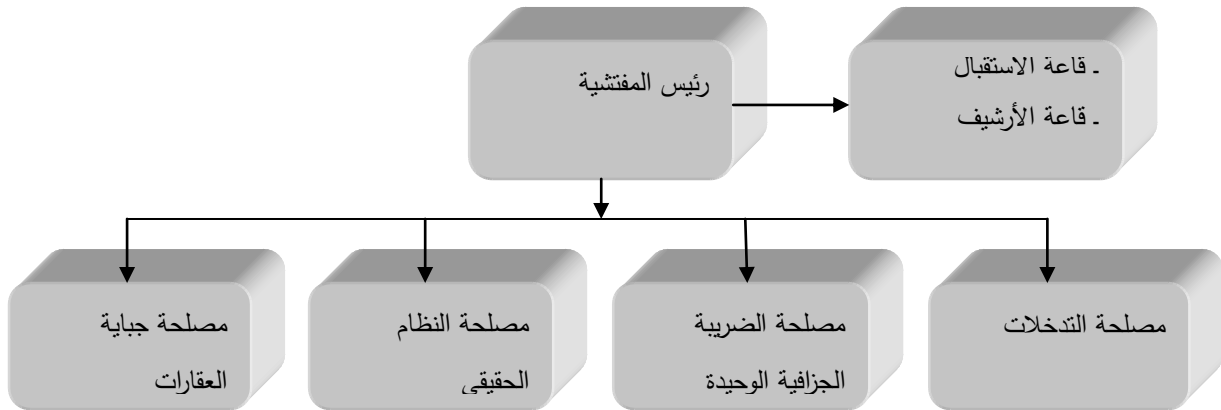 ـ قاعة الاستقبال
ـ قاعة الأرشيف
رئيس المفتشية
مصلحة التدخلات
مصلحة الضريبة
الجزافية الوحيدة
مصلحة النظام
الحقيقي
مصلحة جباية
العقارات